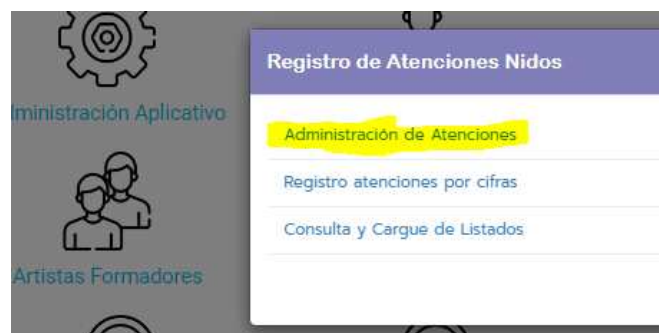 Registro de Atenciones Nidos
ministración Aplicativo
Administración de Atenciones
Registro atenciones por cifras
Consulta y Cargue de Listados
Artistas Formadores